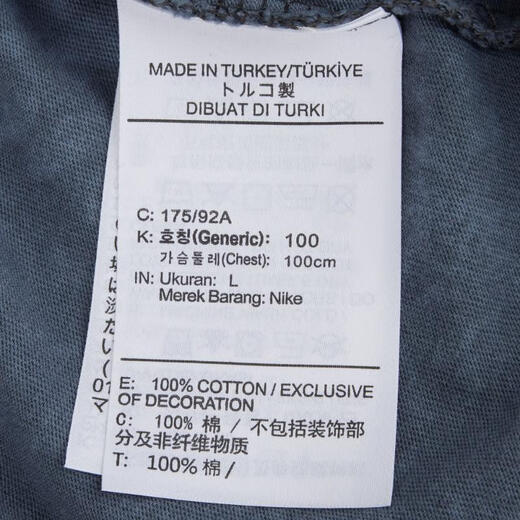 MADE IN TURKEY/TÜRKİYE
トルコ製
DIBUAT DI TURKI
C: 175/92A
K: 호칭(Generic): 100
가슴둘레(Chest): 100cm
IN: Ukuran: L
Merek Barang: Nike
E: 100% COTTON / EXCLUSIVE
OF DECORATION
C: 100% 棉 / 不包括装饰部
分及非纤维物质
T: 100% 棉 /